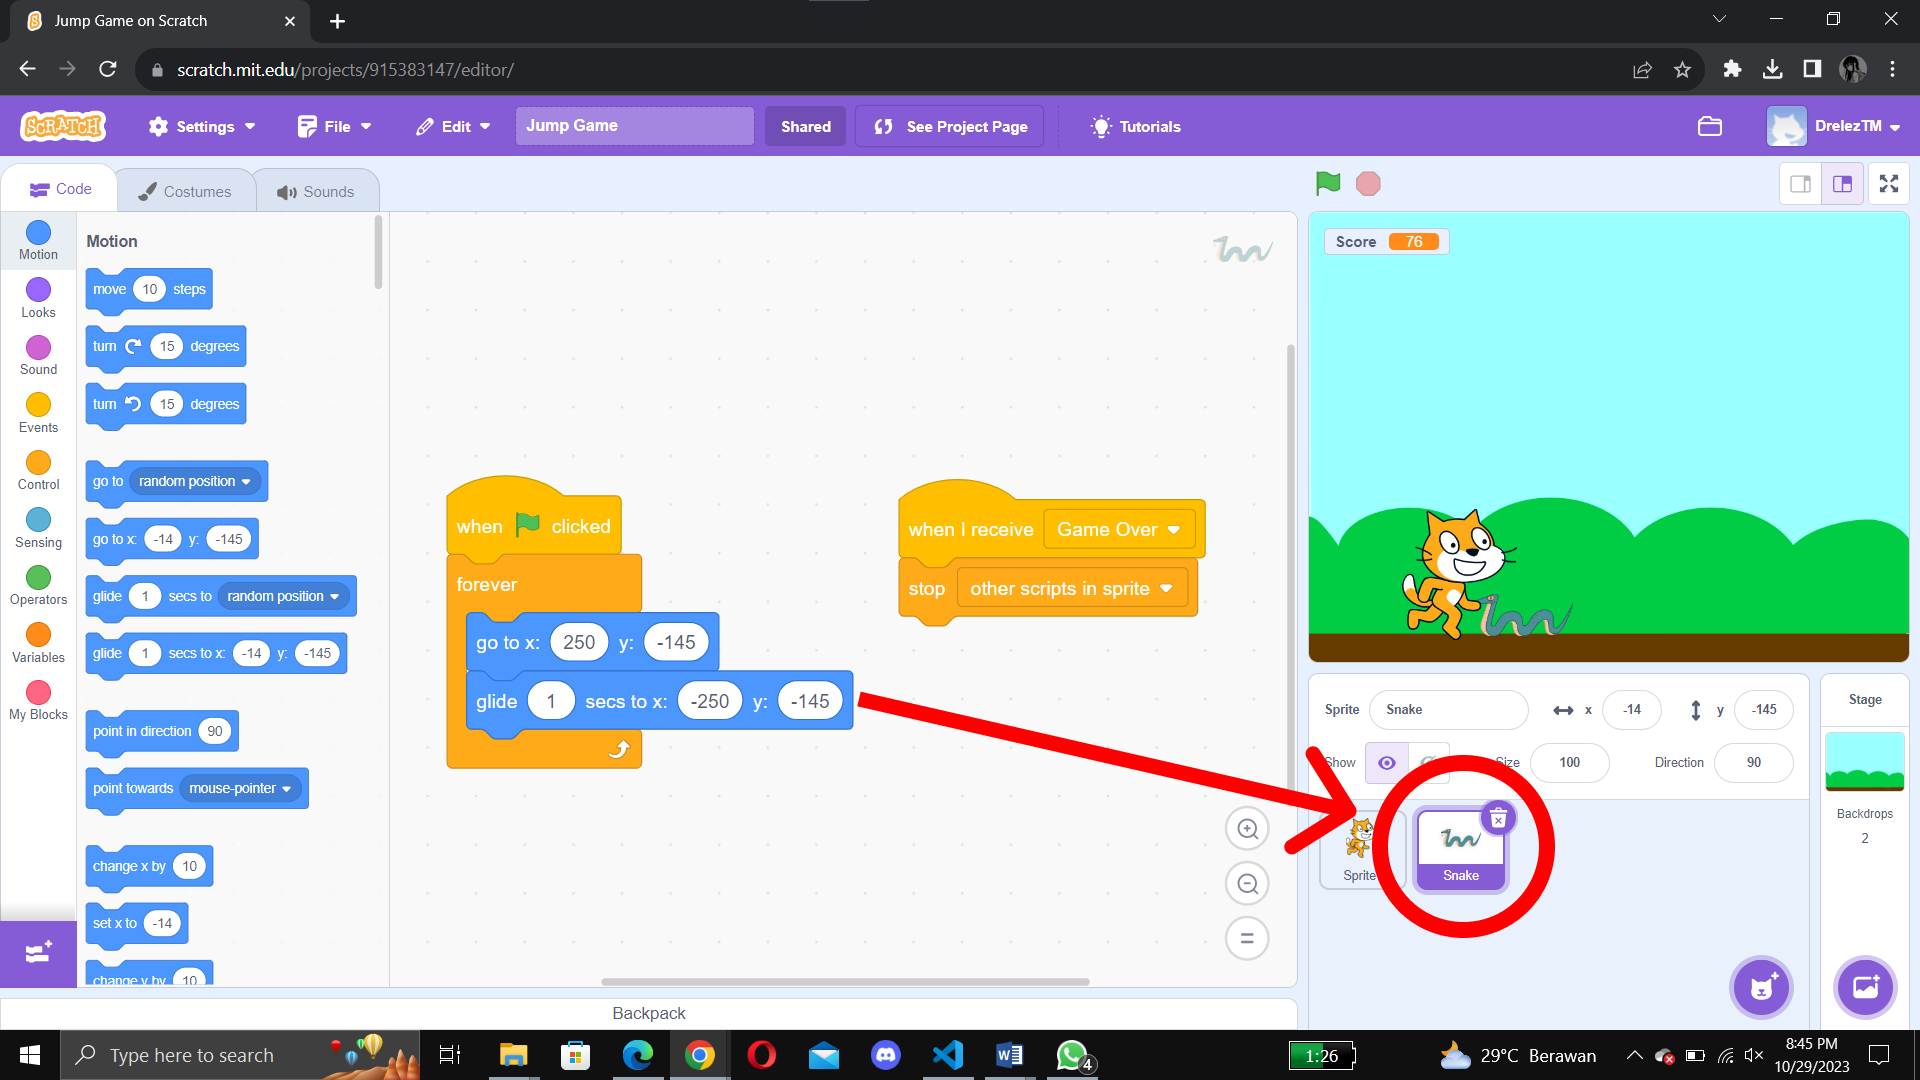 Jump Game on Scratch
scratch.mit.edu/projects/915383147/editor/
SCRATCH
Settings
File
Edit
Jump Game
Shared
See Project Page
Tutorials
DrelezTM
Code
Costumes
Sounds
Motion
Looks
Sound
Events
Control
Sensing
Operators
Variables
My Blocks
Motion
move 10 steps
turn 15 degrees
turn 15 degrees
go to random position
go to x: -14 y: -145
glide 1 secs to random position
glide 1 secs to x: -14 y: -145
point in direction 90
point towards mouse-pointer
change x by 10
set x to -14
change y by 10
when clicked
forever
go to x: 250 y: -145
glide 1 secs to x: -250 y: -145
when I receive Game Over
stop other scripts in sprite
Score 76
Sprite Snake x -14 y -145
Show Size 100 Direction 90
Sprite
Snake
Stage
Backdrops
2
Backpack
Type here to search
4
1:26
29°C Berawan
8:45 PM
10/29/2023